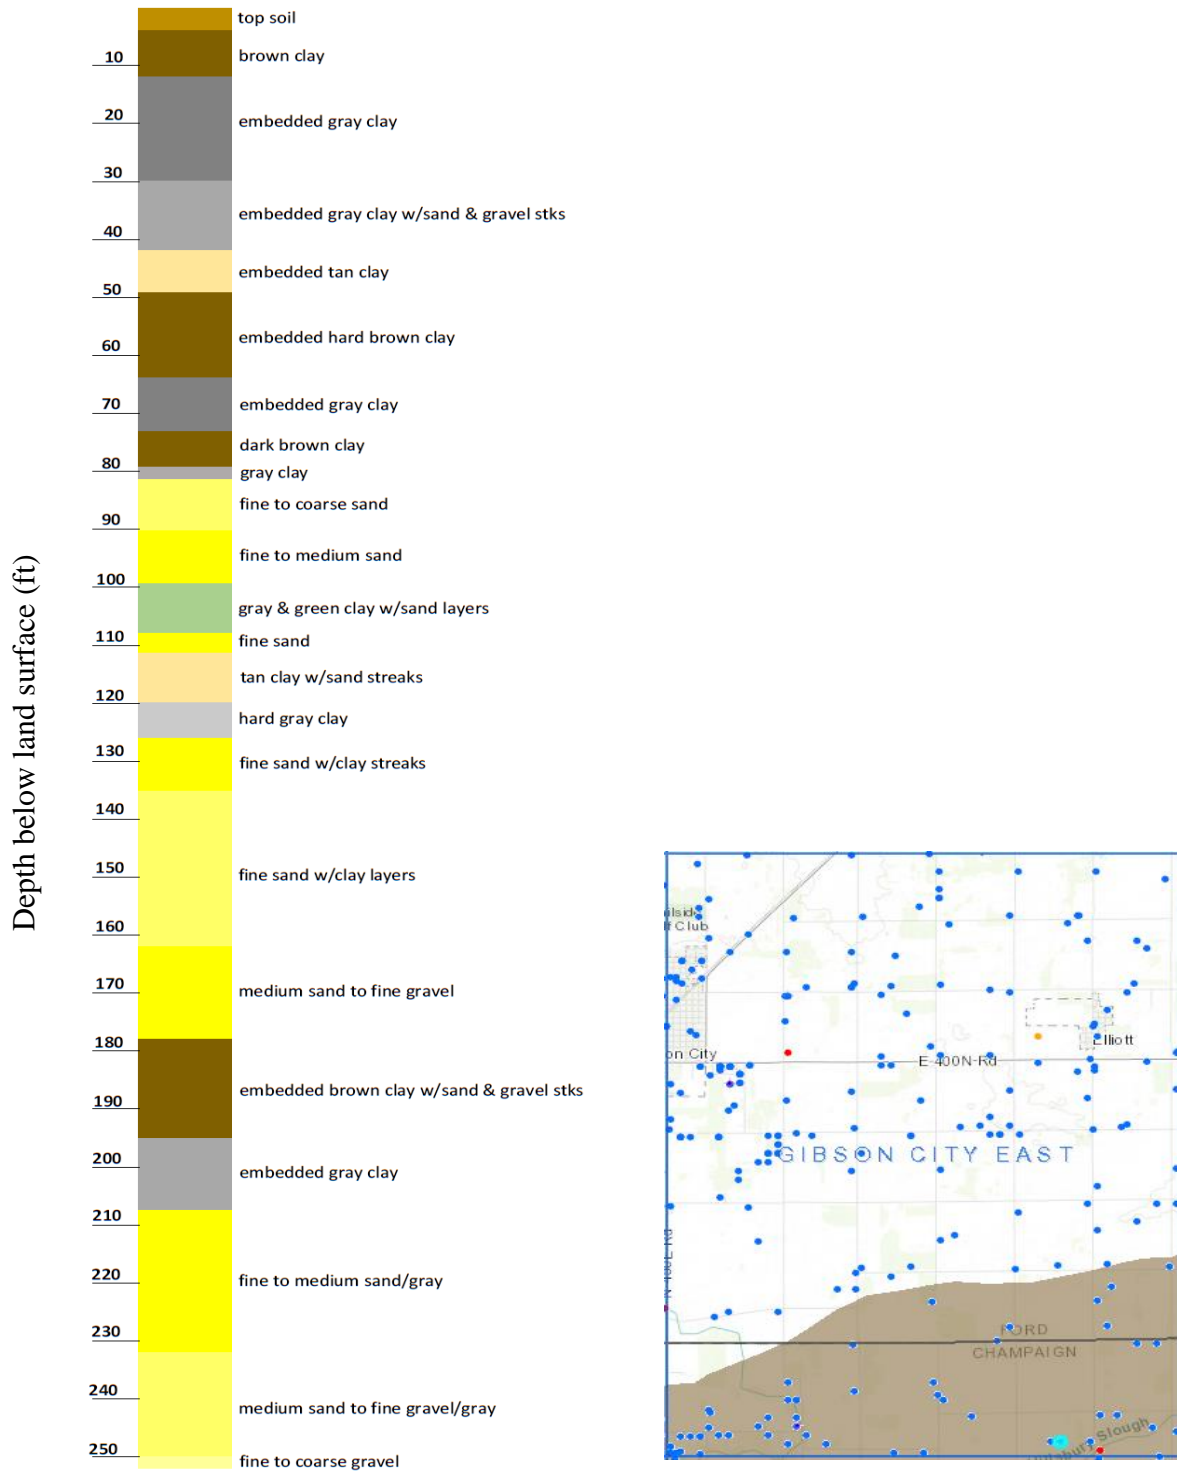 top soil
10
brown clay
20
embedded gray clay
30
embedded gray clay w/sand & gravel stks
40
embedded tan clay
50
embedded hard brown clay
60
embedded gray clay
70
dark brown clay
80
gray clay
fine to coarse sand
90
fine to medium sand
100
gray & green clay w/sand layers
110
fine sand
tan clay w/sand streaks
120
hard gray clay
130
fine sand w/clay streaks
140
fine sand w/clay layers
150
160
medium sand to fine gravel
170
180
embedded brown clay w/sand & gravel stks
190
200
embedded gray clay
210
fine to medium sand/gray
220
230
240
medium sand to fine gravel/gray
250
fine to coarse gravel
Depth below land surface (ft)
Club
on City
Elliott
E-400N-Rd
GIBSON CITY EAST
FORD
CHAMPAIGN
Slough